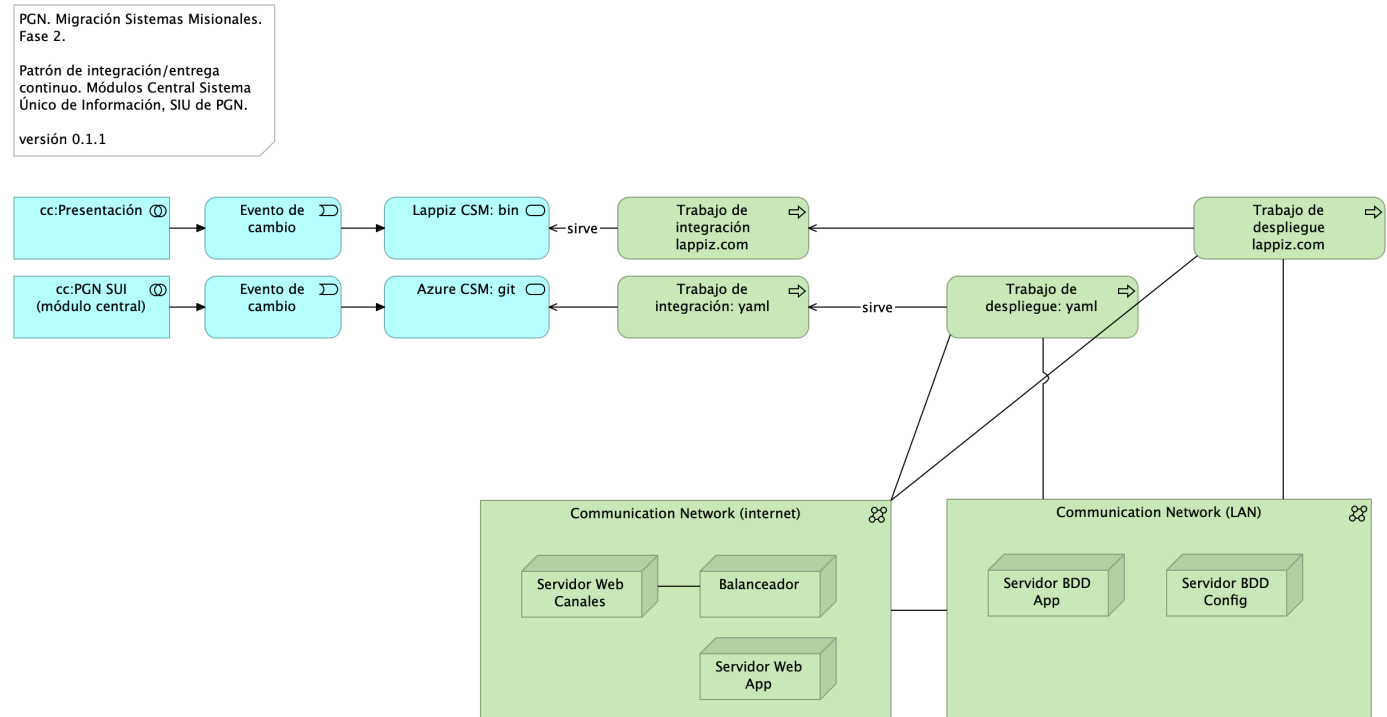 PGN. Migración Sistemas Misionales.
Fase 2.
Patrón de integración/entrega
continuo. Módulos Central Sistema
Único de Información, SIU de PGN.
versión 0.1.1
cc:Presentación
Evento de
cambio
Lappiz CSM: bin
sirve
Trabajo de
integración
lappiz.com
Trabajo de
despliegue
lappiz.com
cc:PGN SUI
(módulo central)
Evento de
cambio
Azure CSM: git
Trabajo de
integración: yaml
sirve
Trabajo de
despliegue: yaml
Communication Network (internet)
Servidor Web
Canales
Balanceador
Servidor Web
App
Communication Network (LAN)
Servidor BDD
App
Servidor BDD
Config